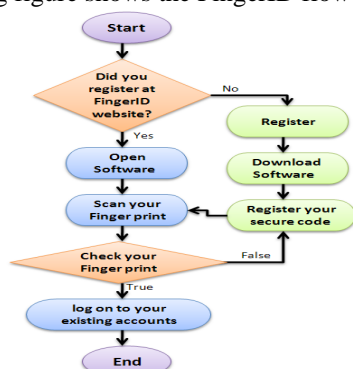 Start
Did you
register at
FingerID
website?
No
Register
Yes
Open
Software
Download
Software
Scan your
Finger print
Register your
secure code
Check your
Finger print
False
True
log on to your
existing accounts
End